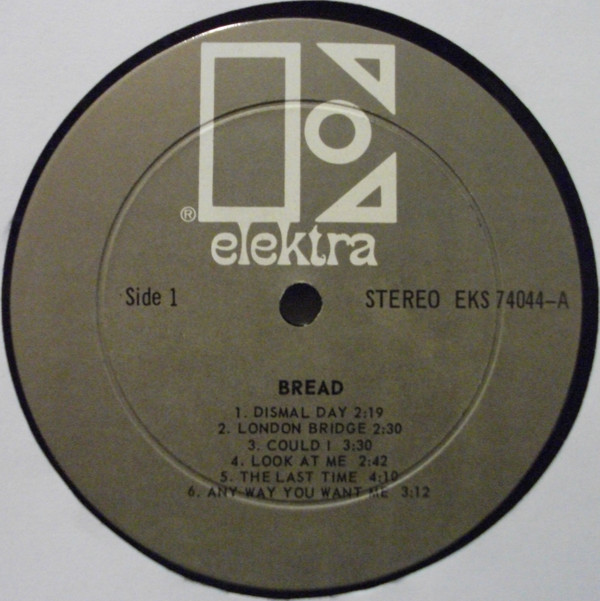 ®
elektra
Side 1
STEREO EKS 74044-A
BREAD
1. DISMAL DAY 2:19
2. LONDON BRIDGE 2:30
3. COULD I 3:30
4. LOOK AT ME 2:42
5. THE LAST TIME 4:10
6. ANY WAY YOU WANT ME 3:12